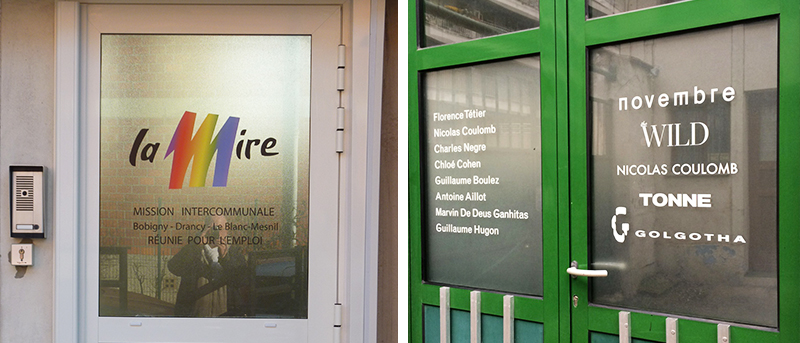 la Mire
MISSION INTERCOMMUNALE
Bobigny - Drancy - Le Blanc-Mesnil
RÉUNIE POUR L'EMPLOI
Florence Tétier
Nicolas Coulomb
Charles Negre
Chloé Cohen
Guillaume Boulez
Antoine Aillot
Marvin De Deus Ganhitas
Guillaume Hugon
novembre
WILD
NICOLAS COULOMB
TONNE
G GOLGOTHA